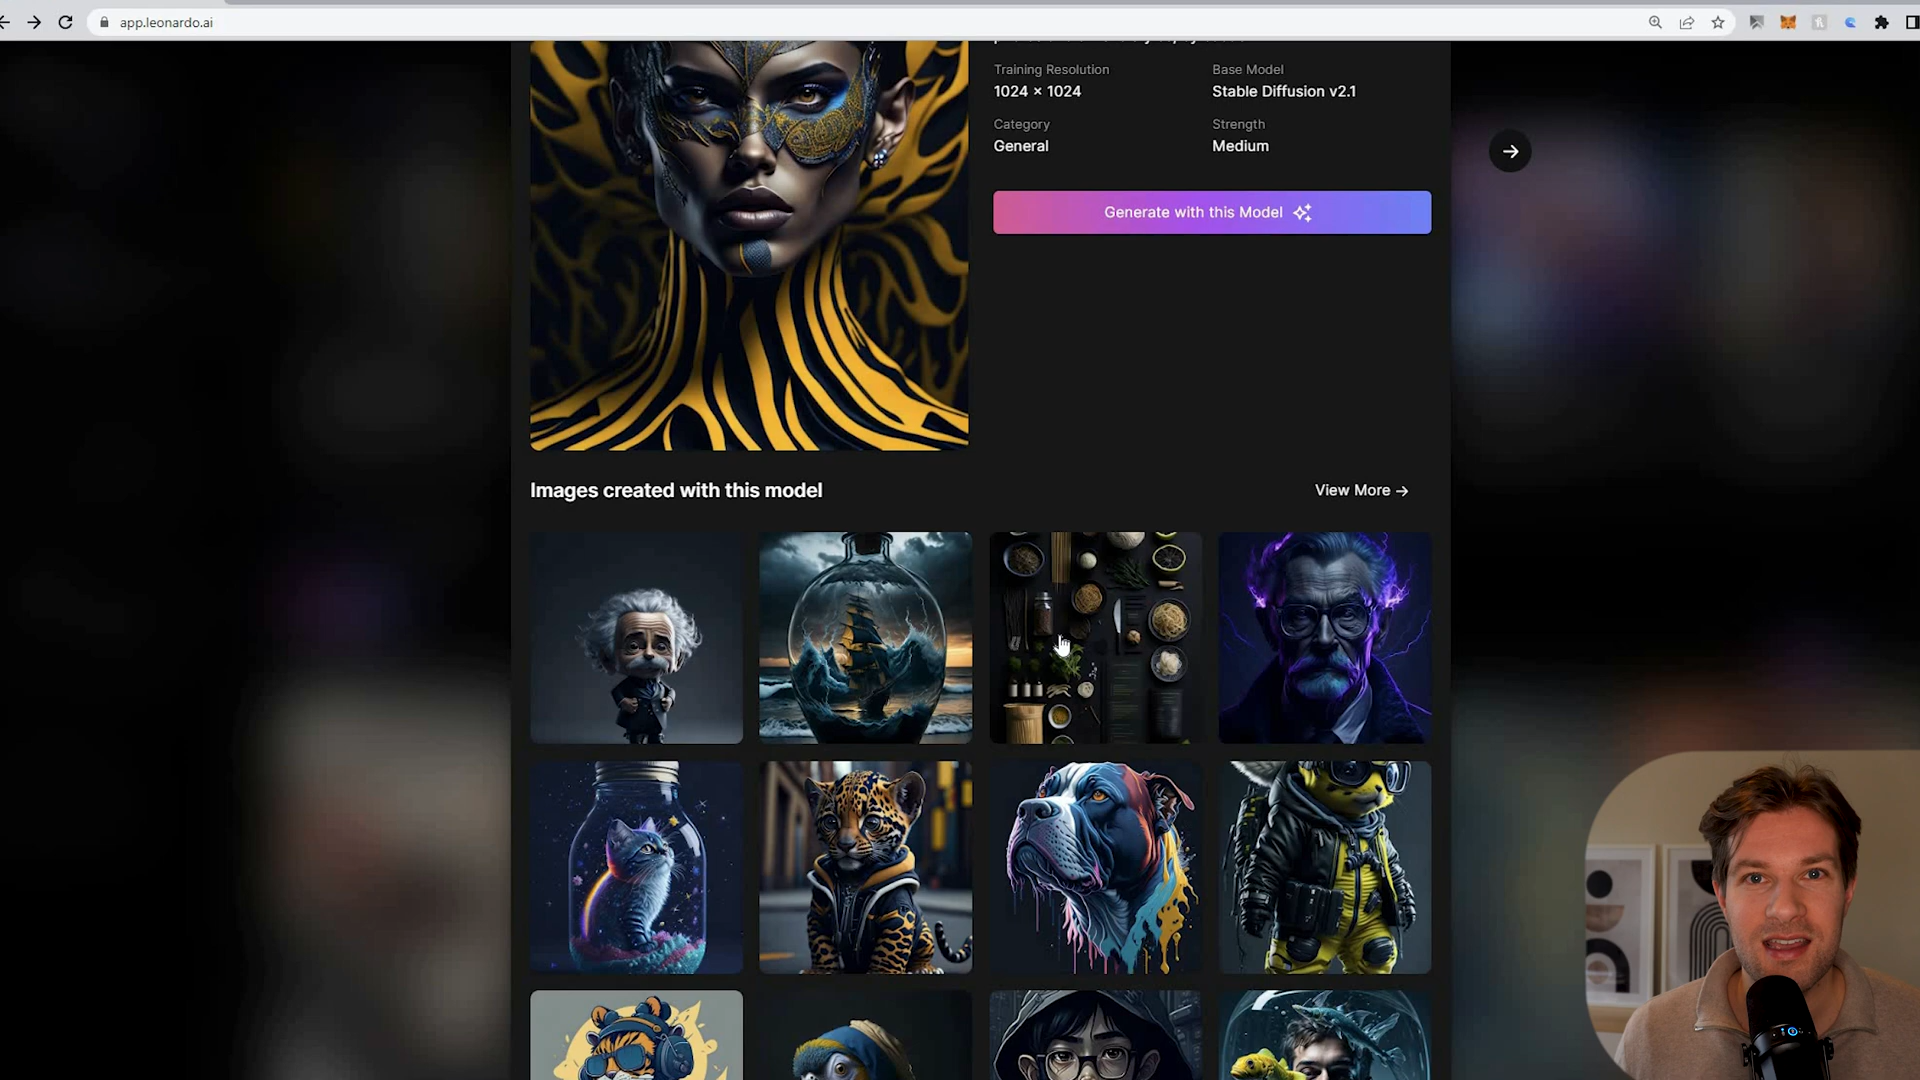 app.leonardo.ai
Training Resolution
Base Model
1024 × 1024
Stable Diffusion v2.1
Category
Strength
General
Medium
Generate with this Model
Images created with this model
View More →